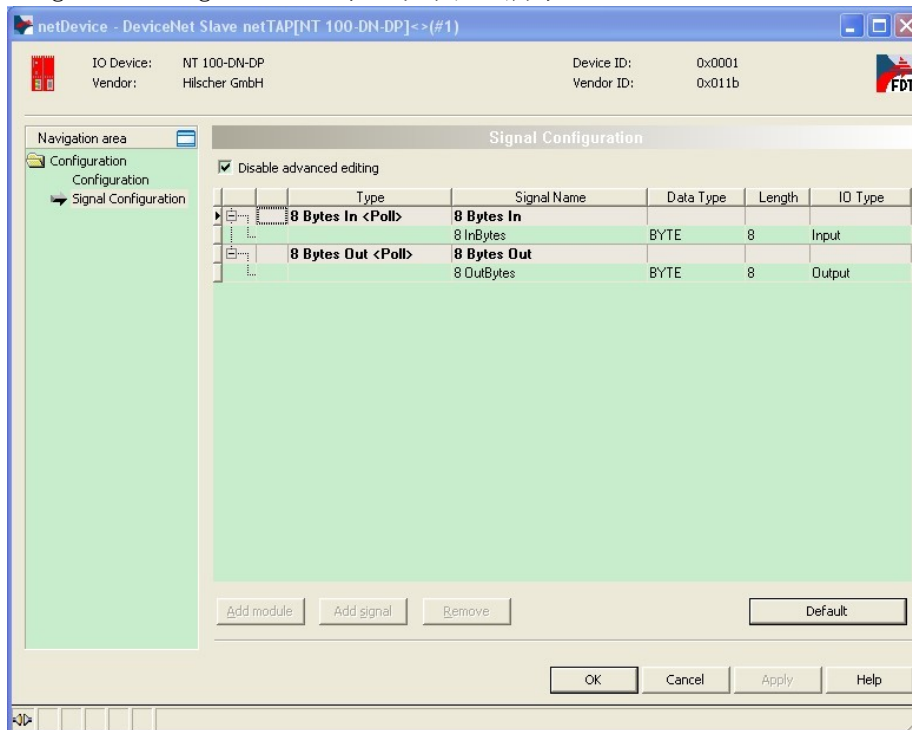 netDevice - DeviceNet Slave netTAP[NT 100-DN-DP]<>(#1)
IO Device: NT 100-DN-DP Device ID: 0x0001
Vendor: Hilscher GmbH Vendor ID: 0x011b
FDT
Navigation area
Signal Configuration
Configuration
Configuration
Signal Configuration
Disable advanced editing
Type Signal Name Data Type Length IO Type
8 Bytes In <Poll> 8 Bytes In
8 InBytes BYTE 8 Input
8 Bytes Out <Poll> 8 Bytes Out
8 OutBytes BYTE 8 Output
Add module Add signal Remove Default
OK Cancel Apply Help